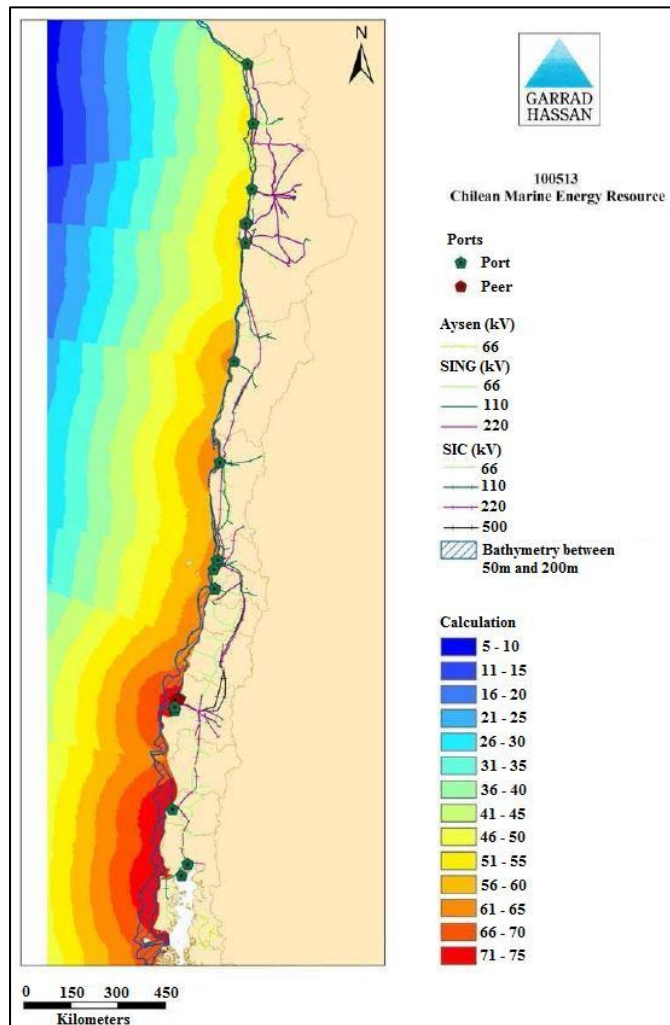 N
GARRAD
HASSAN
100513
Chilean Marine Energy Resource
Ports
Port
Peer
Aysen (kV)
66
SING (kV)
66
110
220
SIC (kV)
66
110
220
500
Bathymetry between
50m and 200m
Calculation
5 - 10
11 - 15
16 - 20
21 - 25
26 - 30
31 - 35
36 - 40
41 - 45
46 - 50
51 - 55
56 - 60
61 - 65
66 - 70
71 - 75
0 150 300 450
Kilometers